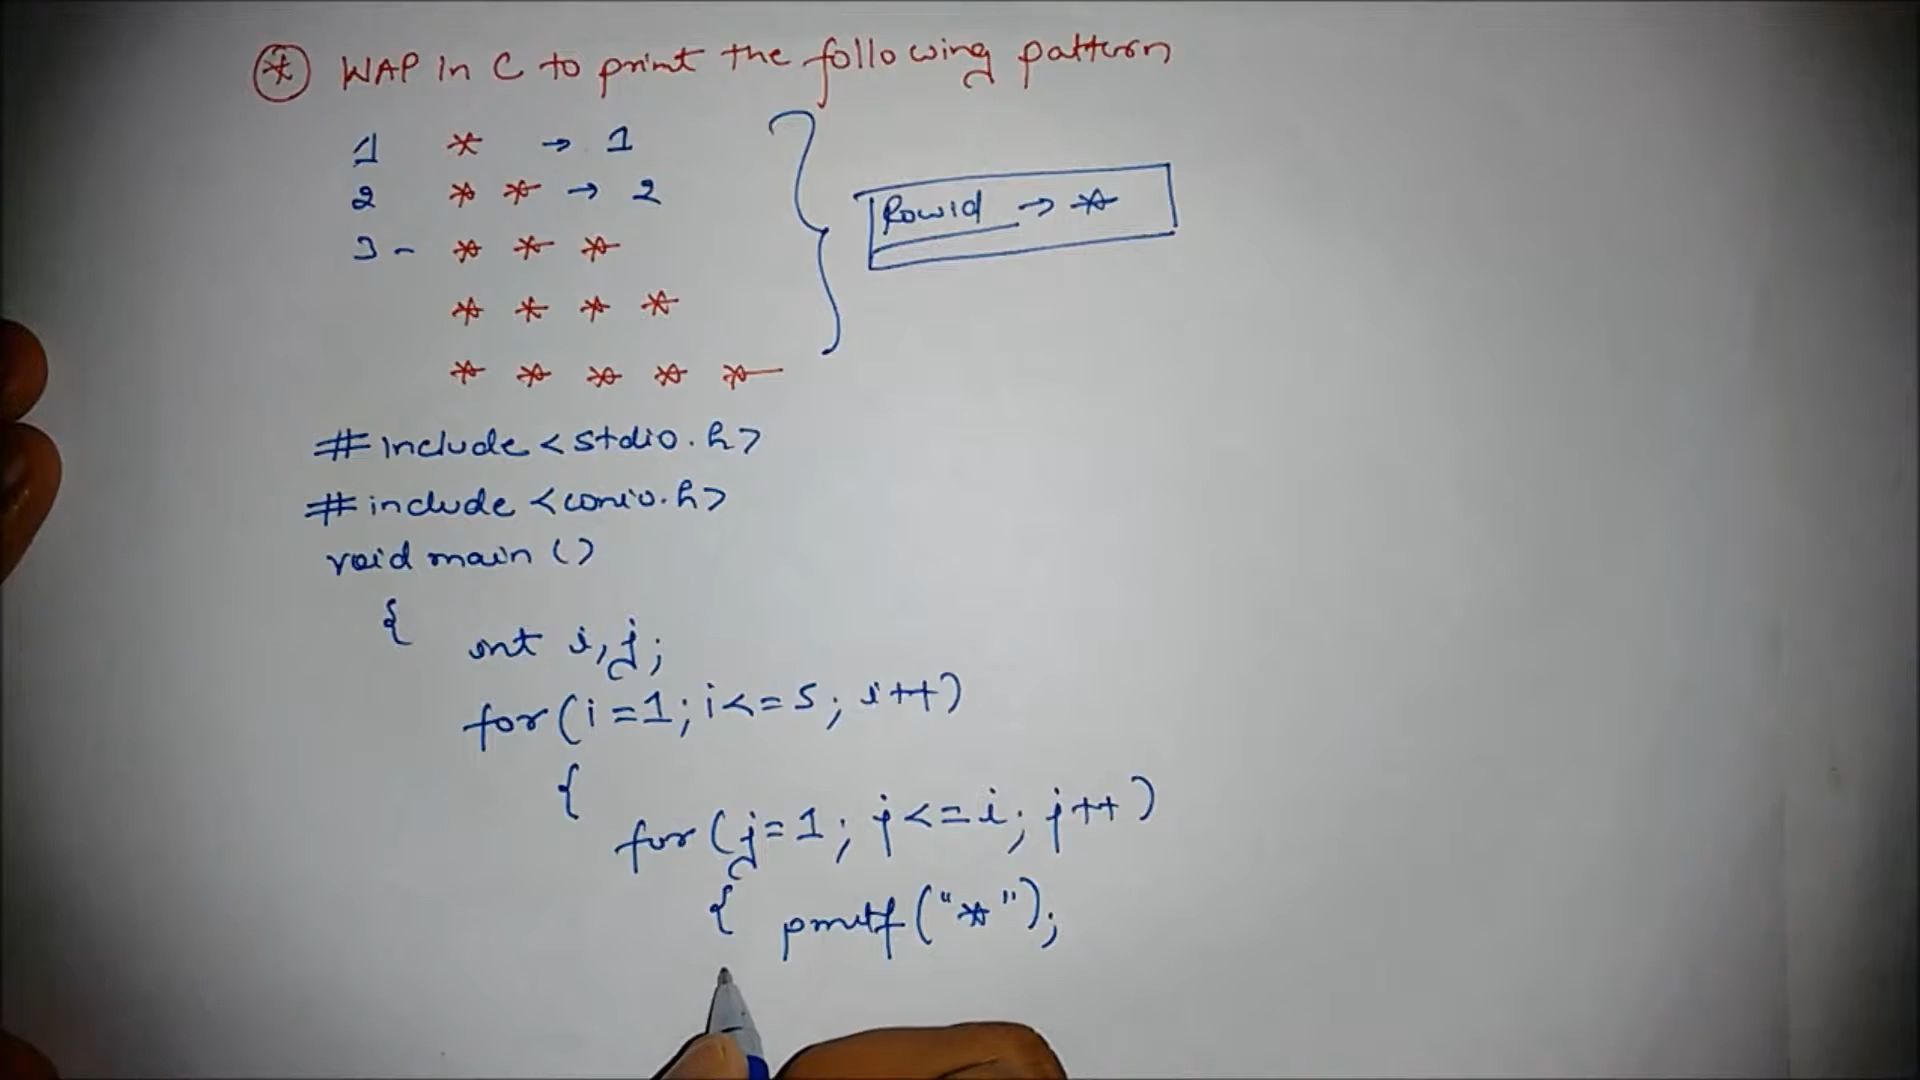 * WAP in C to print the following pattern
1 * → 1
2 * * → 2
3 - * * *
* * * *
* * * * *
Rowid → *
#include <stdio.h>
#include <conio.h>
void main ()
{ int i,j;
for(i=1; i<=5; i++)
{
for(j=1; j<=i; j++)
{ printf("*");